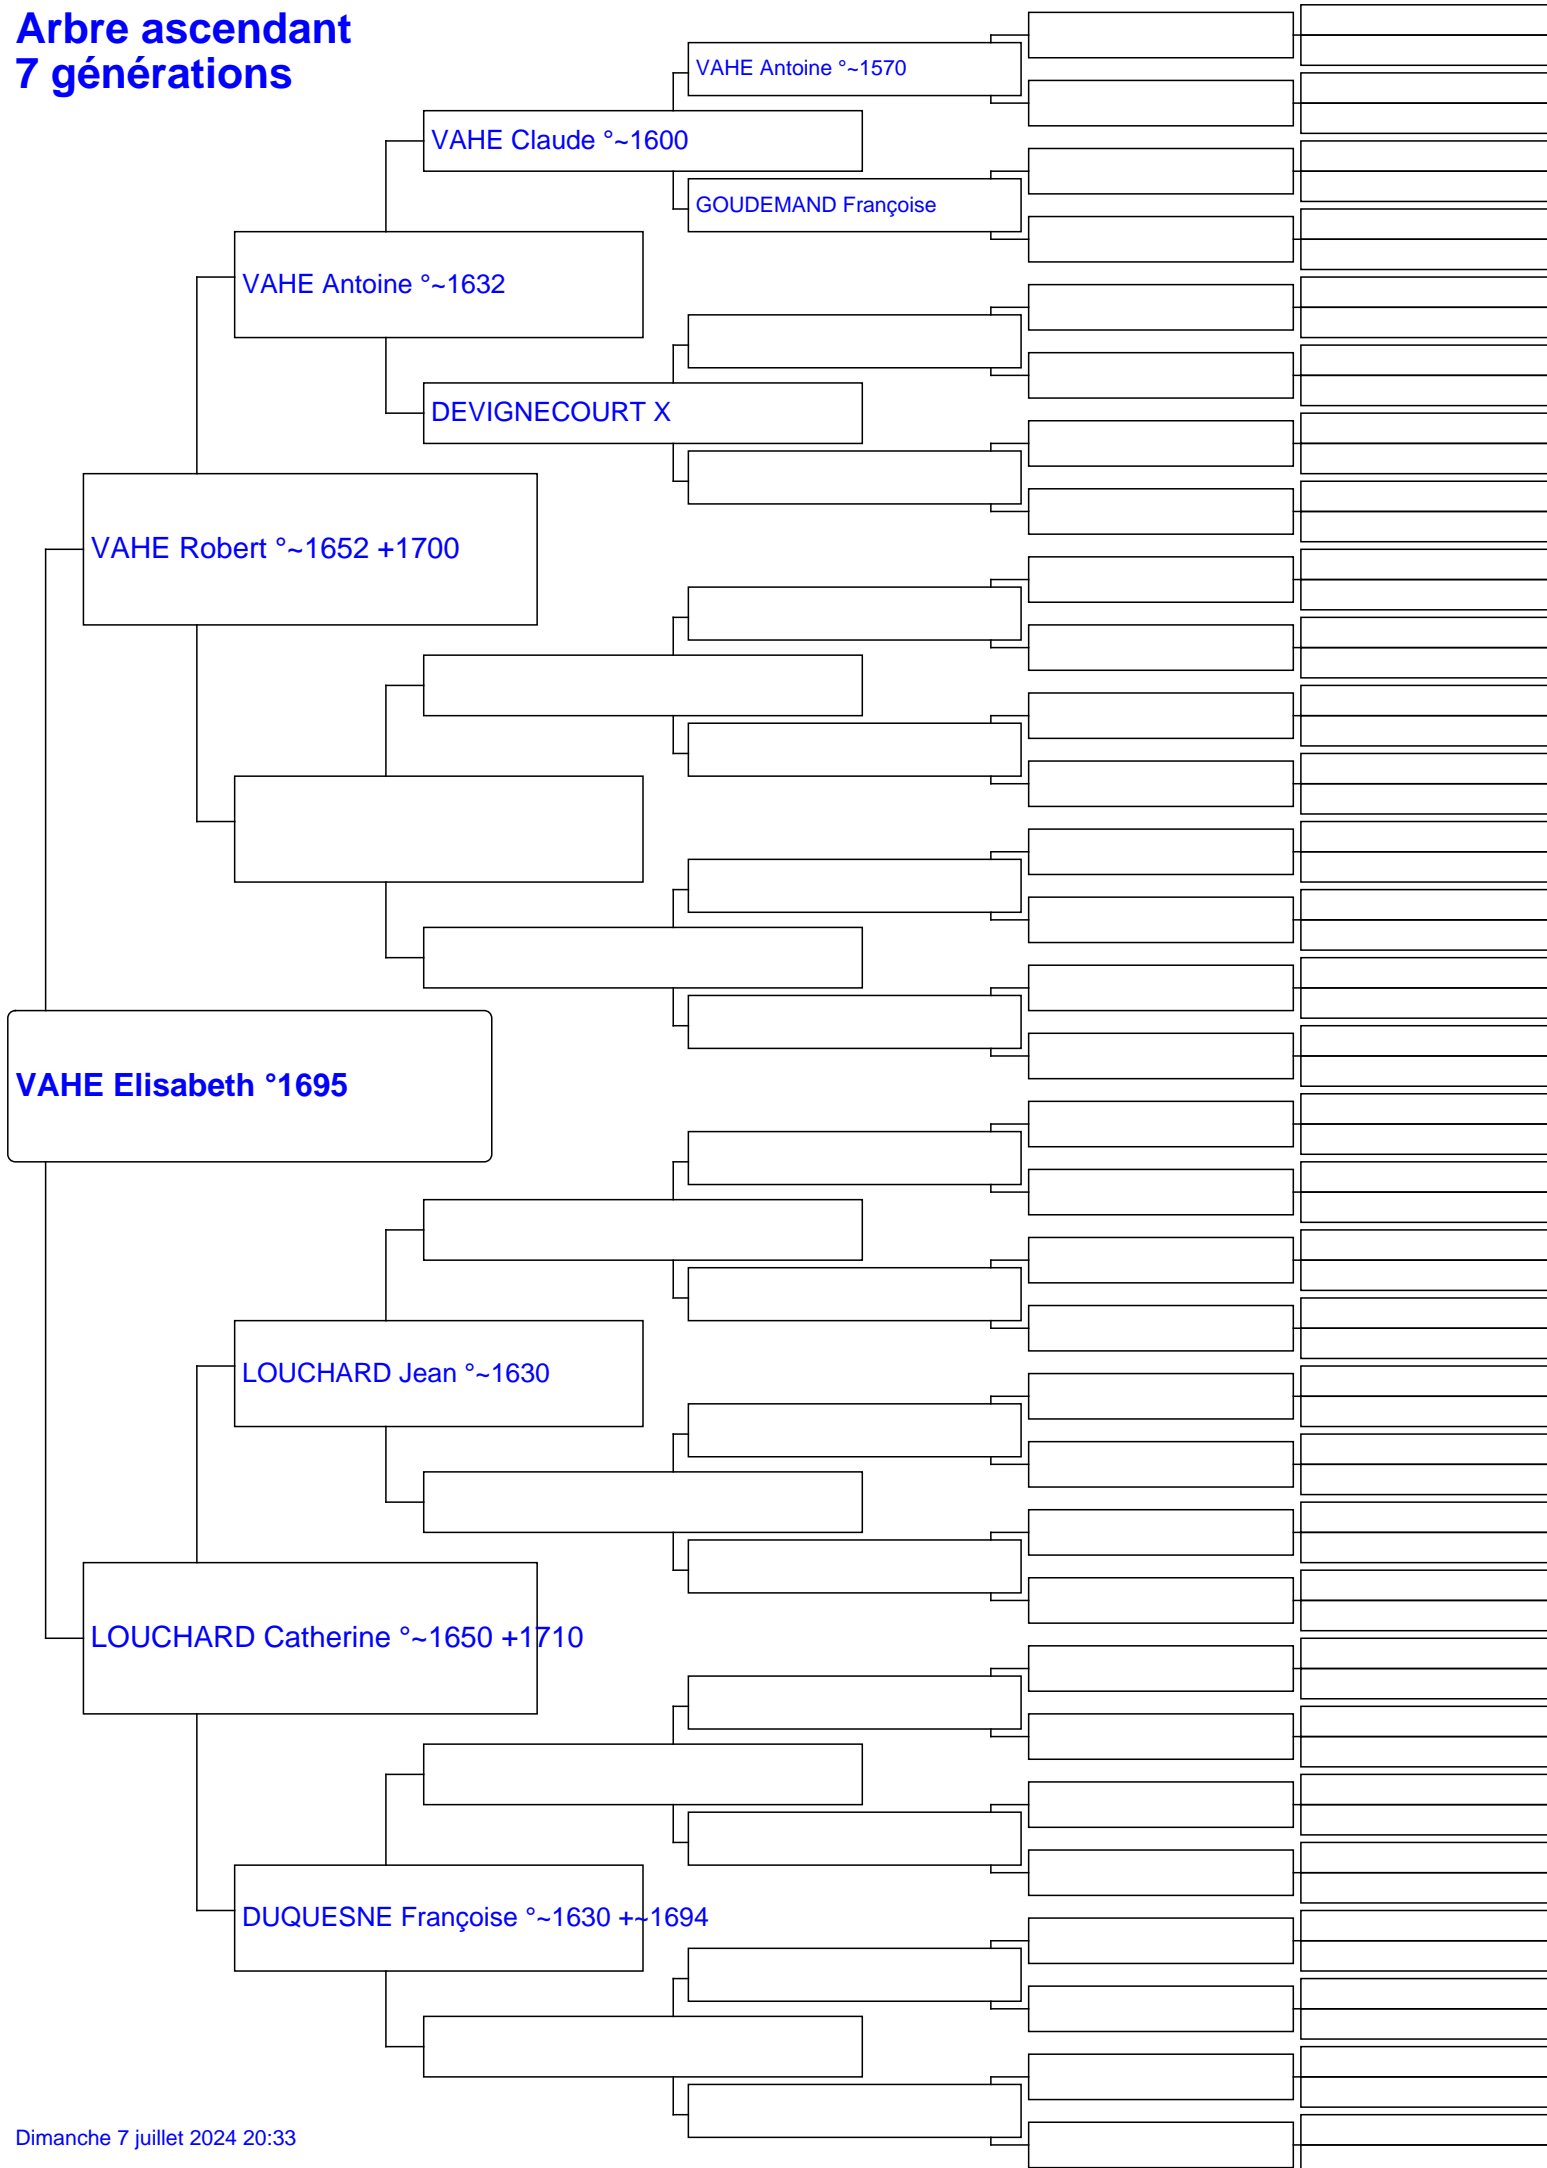 Arbre ascendant
7 générations
VAHE Antoine °~1570
VAHE Claude °~1600
GOUDEMAND Françoise
VAHE Antoine °~1632
DEVIGNECOURT X
VAHE Robert °~1652 +1700
VAHE Elisabeth °1695
LOUCHARD Jean °~1630
LOUCHARD Catherine °~1650 +1710
DUQUESNE Françoise °~1630 +~1694
Dimanche 7 juillet 2024 20:33